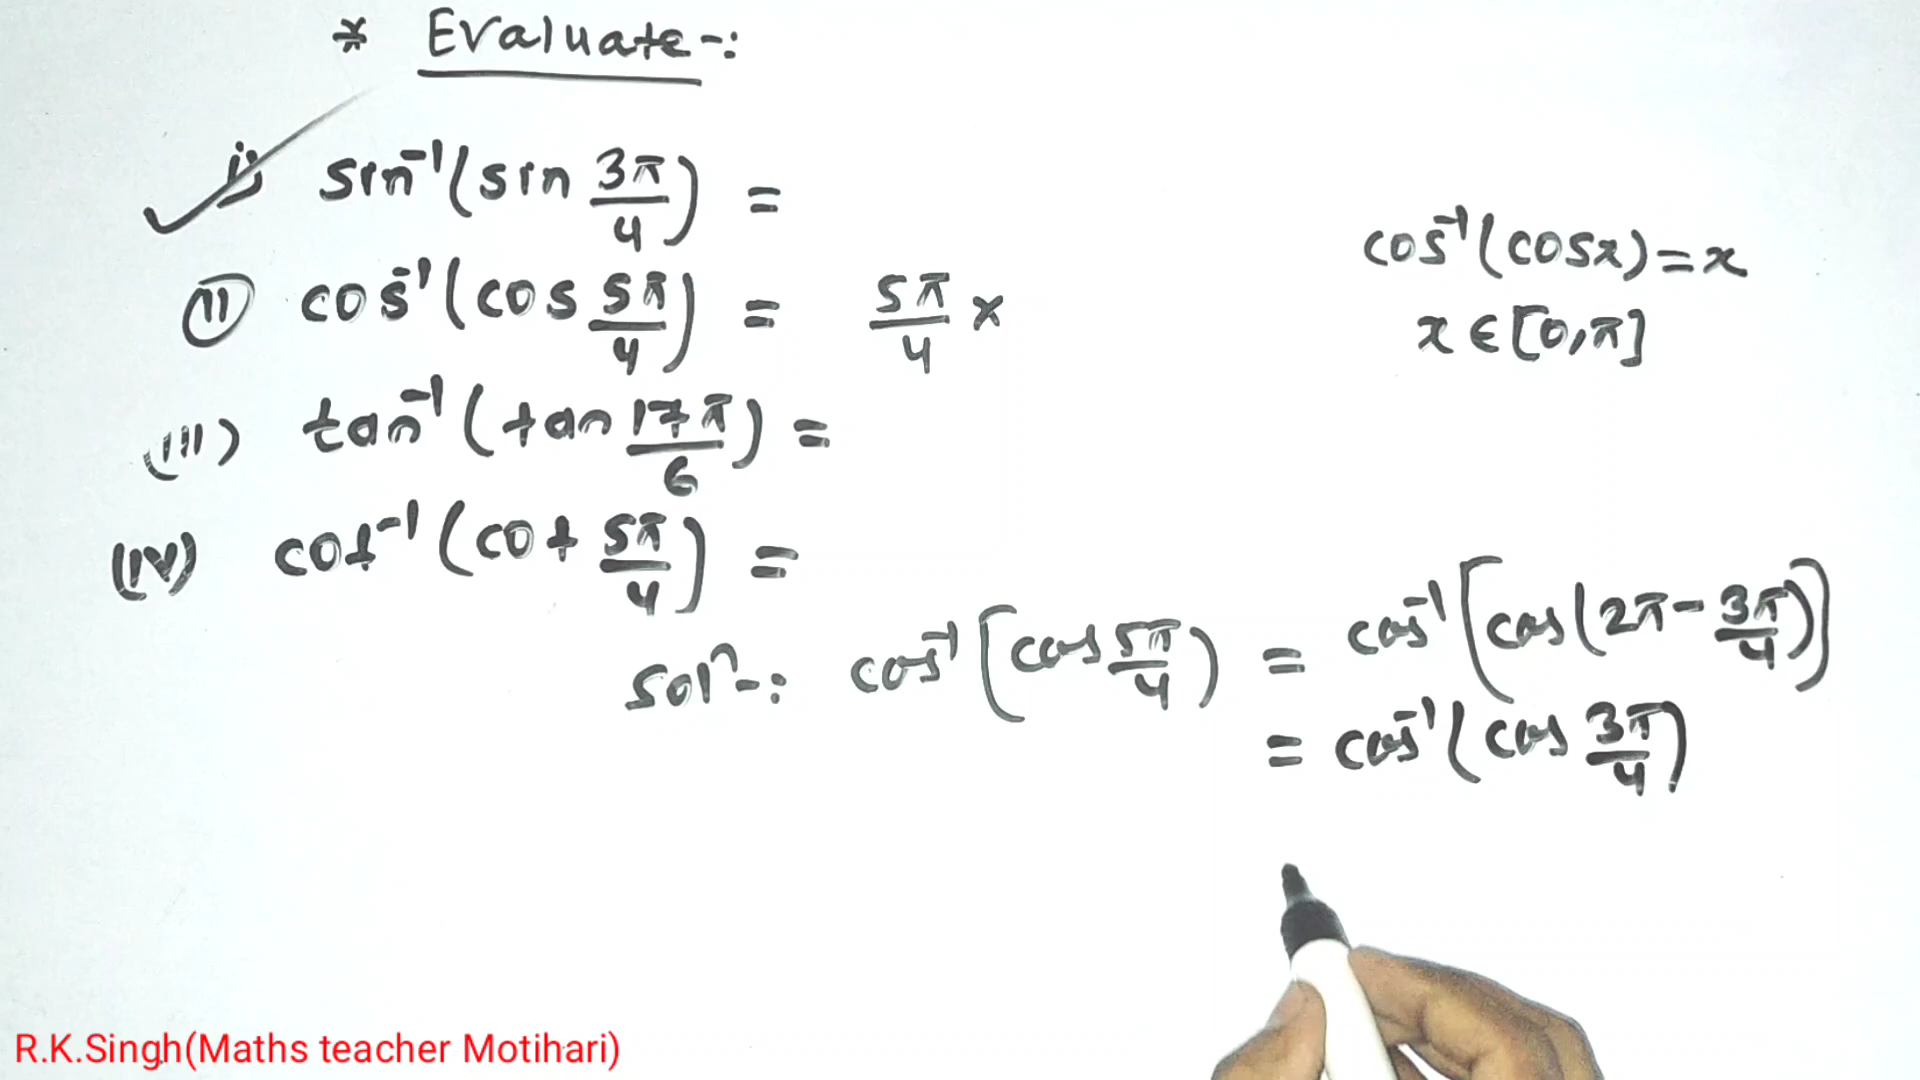 * Evaluate-:
i) sin⁻¹(sin 3π/4) =
(ii) cos⁻¹(cos 5π/4) = 5π/4 ×
cos⁻¹(cosx)=x
x ∈ [0,π]
(iii) tan⁻¹(tan 17π/6) =
(iv) cot⁻¹(cot 5π/4) =
Solⁿ-: cos⁻¹[cos 5π/4) = cos⁻¹[cos(2π - 3π/4)]
= cos⁻¹(cos 3π/4)
R.K.Singh(Maths teacher Motihari)